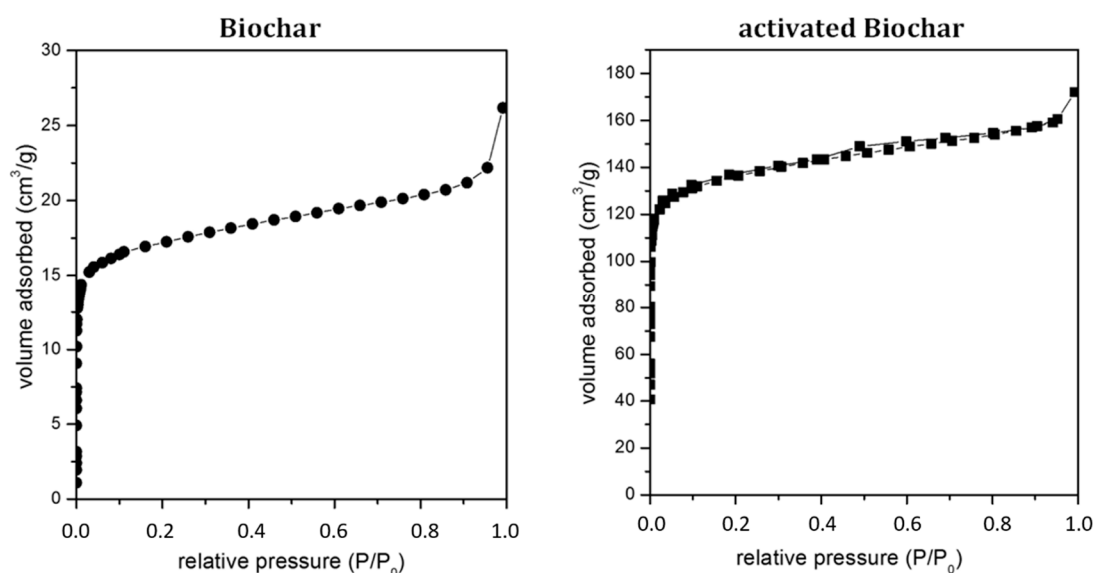 Biochar
30
25
20
15
10
5
0
volume adsorbed (cm³/g)
0.0 0.2 0.4 0.6 0.8 1.0
relative pressure (P/P₀)
activated Biochar
180
160
140
120
100
80
60
40
20
0
volume adsorbed (cm³/g)
0.0 0.2 0.4 0.6 0.8 1.0
relative pressure (P/P₀)